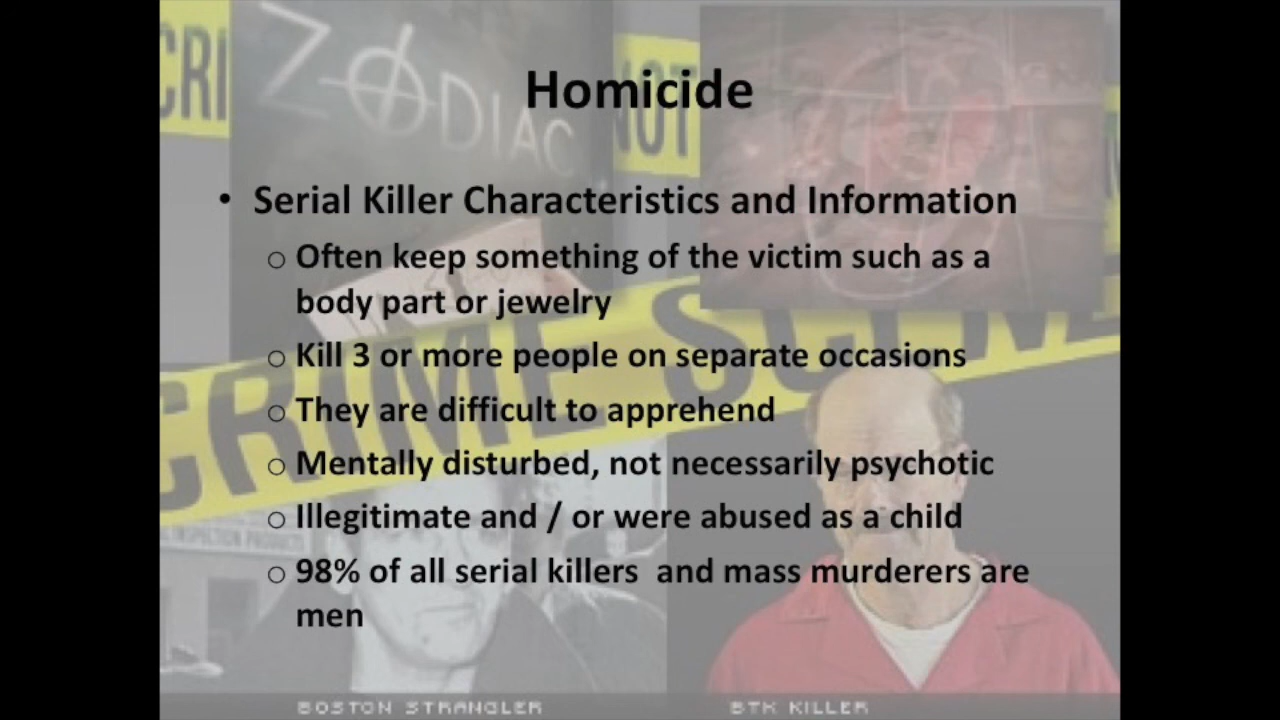 CRI
ZODIAC
NOT
Homicide
• Serial Killer Characteristics and Information
○ Often keep something of the victim such as a
body part or jewelry
○ Kill 3 or more people on separate occasions
○ They are difficult to apprehend
CRIME SCENE
○ Mentally disturbed, not necessarily psychotic
○ Illegitimate and / or were abused as a child
○ 98% of all serial killers  and mass murderers are
men
BOSTON STRANGLER
BTK KILLER